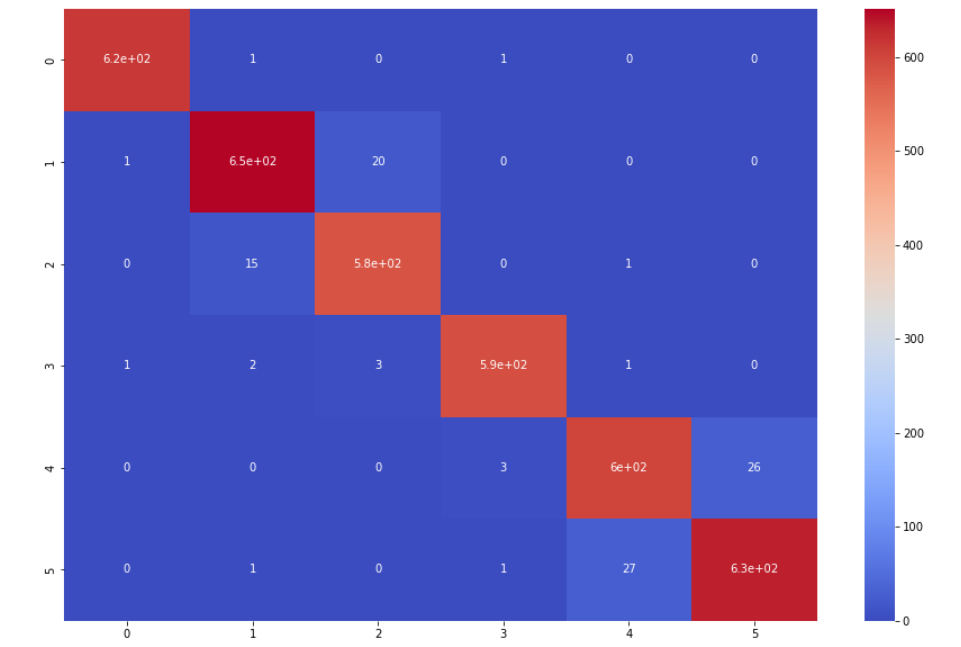 600
0 6.2e+02 1 0 1 0 0
500
1 1 6.5e+02 20 0 0 0
400
2 0 15 5.8e+02 0 1 0
300
3 1 2 3 5.9e+02 1 0
200
4 0 0 0 3 6e+02 26
100
5 0 1 0 1 27 6.3e+02
0
0 1 2 3 4 5